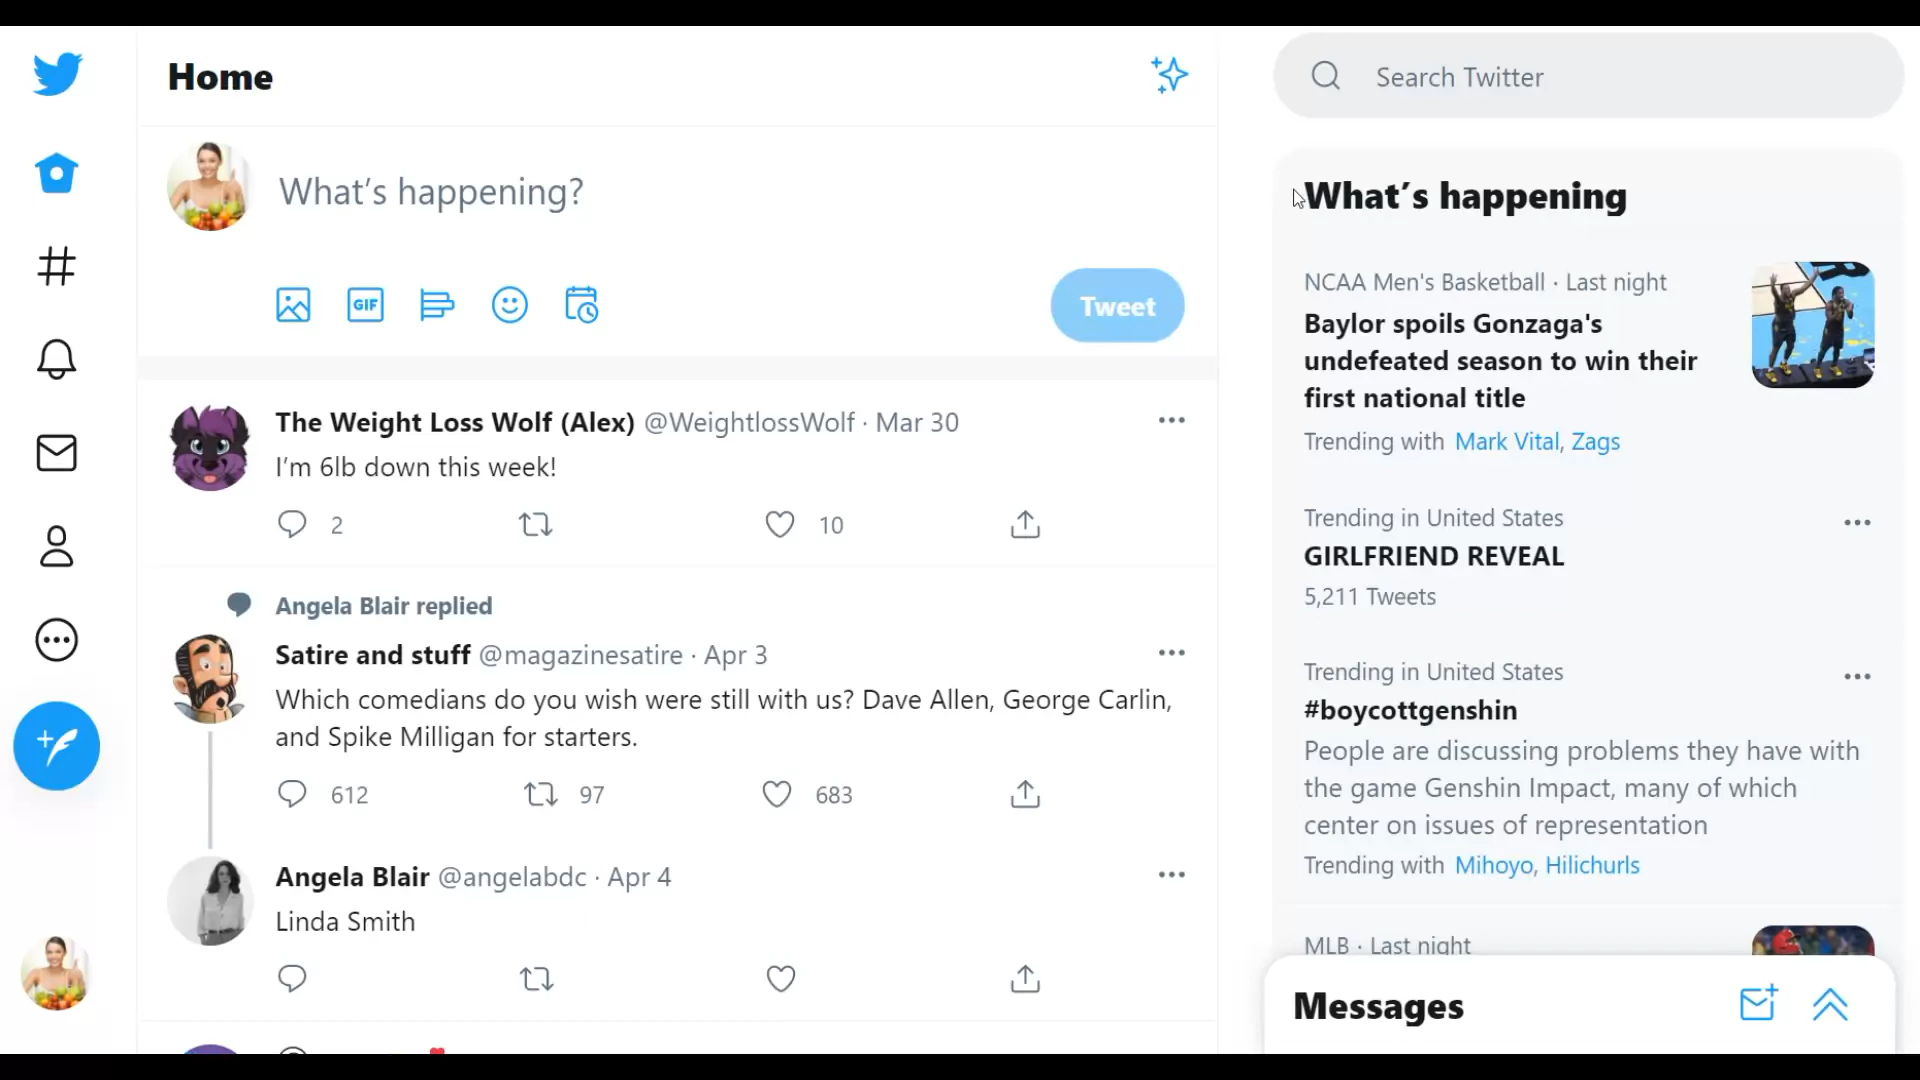 Home
What's happening?
GIF
Tweet
The Weight Loss Wolf (Alex) @WeightlossWolf · Mar 30
I'm 6lb down this week!
2
10
Angela Blair replied
Satire and stuff @magazinesatire · Apr 3
Which comedians do you wish were still with us? Dave Allen, George Carlin,
and Spike Milligan for starters.
612
97
683
Angela Blair @angelabdc · Apr 4
Linda Smith
Search Twitter
What's happening
NCAA Men's Basketball · Last night
Baylor spoils Gonzaga's
undefeated season to win their
first national title
Trending with Mark Vital, Zags
Trending in United States
GIRLFRIEND REVEAL
5,211 Tweets
Trending in United States
#boycottgenshin
People are discussing problems they have with
the game Genshin Impact, many of which
center on issues of representation
Trending with Mihoyo, Hilichurls
MLB · Last night
Messages